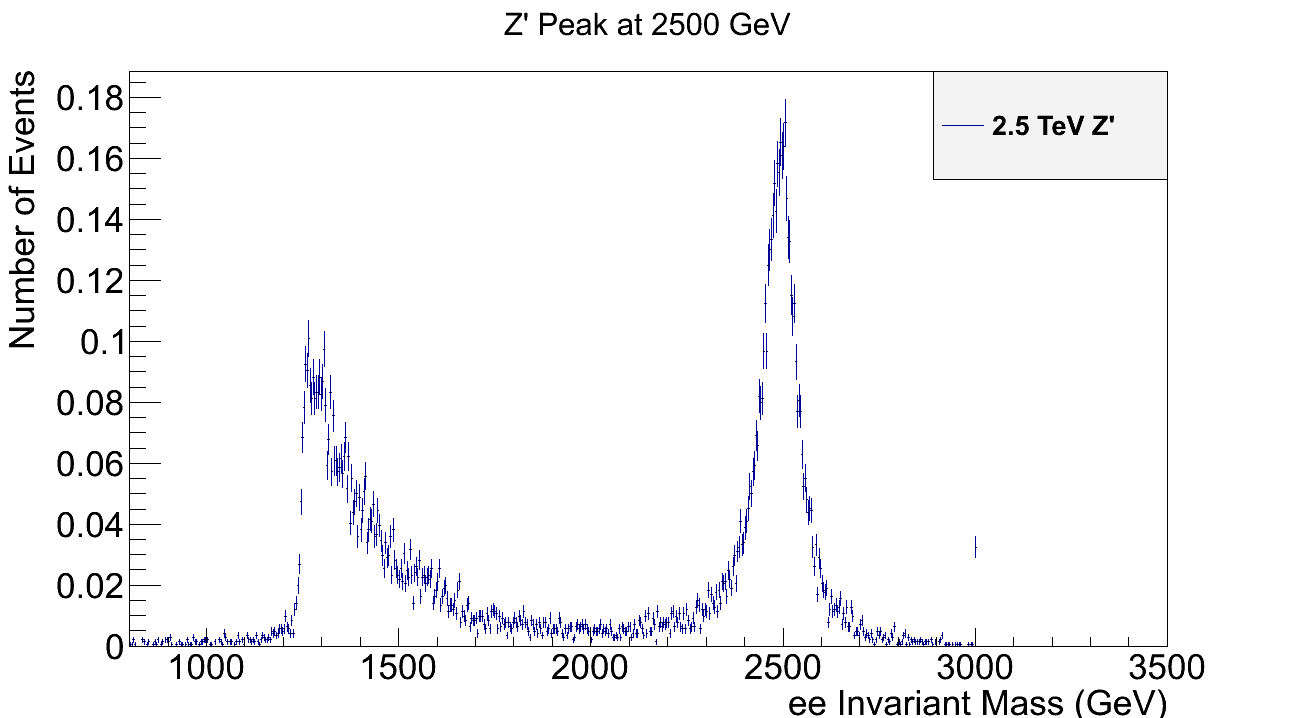 Z' Peak at 2500 GeV
Number of Events
0.18
0.16
0.14
0.12
0.1
0.08
0.06
0.04
0.02
0
2.5 TeV Z'
1000 1500 2000 2500 3000 3500
ee Invariant Mass (GeV)